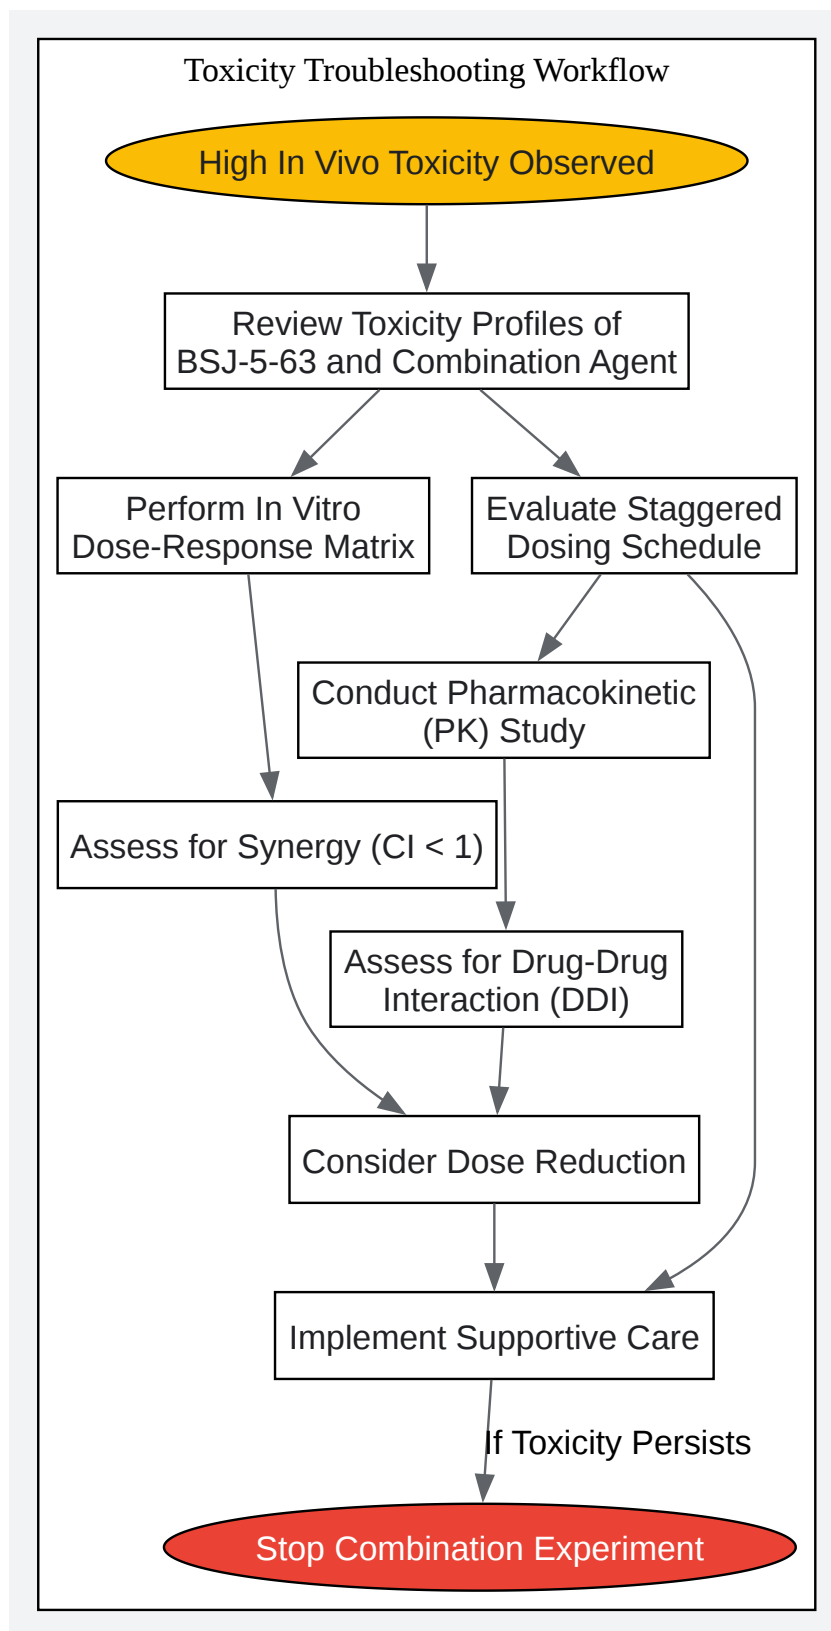 Toxicity Troubleshooting Workflow
High In Vivo Toxicity Observed
Review Toxicity Profiles of
BSJ-5-63 and Combination Agent
Perform In Vitro
Dose-Response Matrix
Evaluate Staggered
Dosing Schedule
Conduct Pharmacokinetic
(PK) Study
Assess for Synergy (CI < 1)
Assess for Drug-Drug
Interaction (DDI)
Consider Dose Reduction
Implement Supportive Care
If Toxicity Persists
Stop Combination Experiment